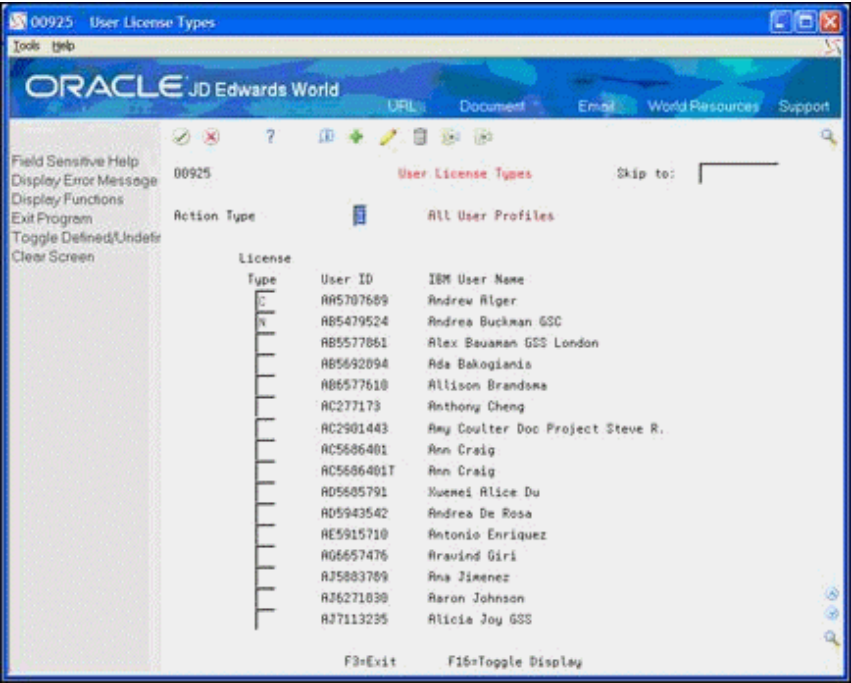 00925 User License Types
Tools Help
ORACLE JD Edwards World
URL Document Email World Resources Support
Field Sensitive Help
Display Error Message
Display Functions
Exit Program
Toggle Defined/Undefin
Clear Screen
00925 User License Types Skip to:
Action Type All User Profiles
License
Type User ID IBM User Name
C AA5707689 Andrew Alger
N AB5479524 Andrea Buckman GSC
AB5577861 Alex Bauaman GSS London
AB5692894 Ada Bakogianis
AB6577610 Allison Brandsma
AC277173 Anthony Cheng
AC2901443 Amy Coulter Doc Project Steve R.
AC5686401 Ann Craig
AC5686401T Ann Craig
AD5685791 Xuemei Alice Du
AD5943542 Andrea De Rosa
AE5915710 Antonio Enriquez
AG6657476 Aravind Giri
AJ5883789 Ana Jimenez
AJ6271030 Aaron Johnson
AJ7113235 Alicia Joy GSS
F3=Exit F16=Toggle Display